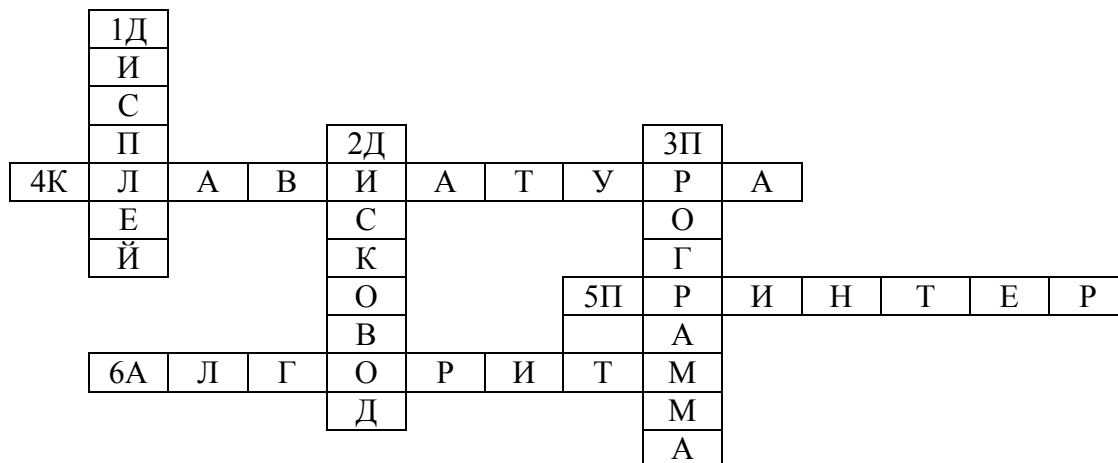 1Д
И
С
П 2Д 3П
4К Л А В И А Т У Р А
Е С О
Й К Г
О 5П Р И Н Т Е Р
В А
6А Л Г О Р И Т М
Д М
А